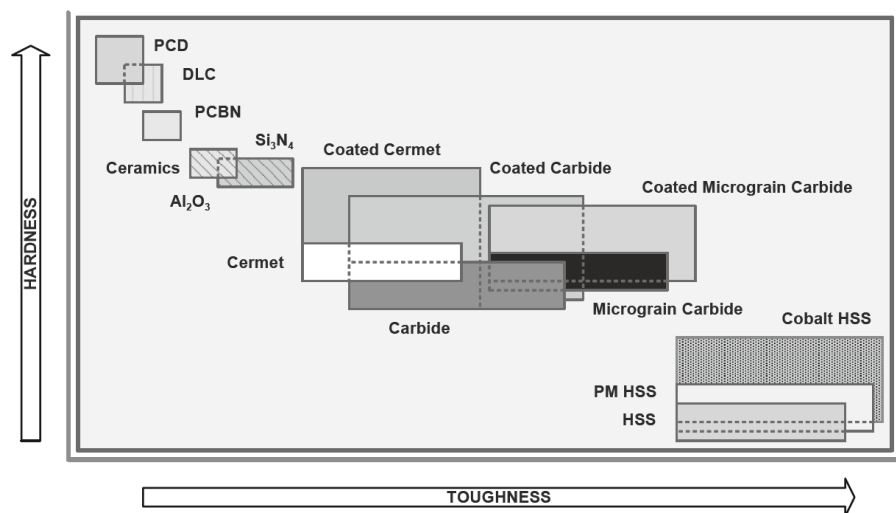 PCD
DLC
PCBN
Si₃N₄
Ceramics
Al₂O₃
Coated Cermet
Coated Carbide
Coated Micrograin Carbide
Cermet
Carbide
Micrograin Carbide
Cobalt HSS
PM HSS
HSS
HARDNESS
TOUGHNESS